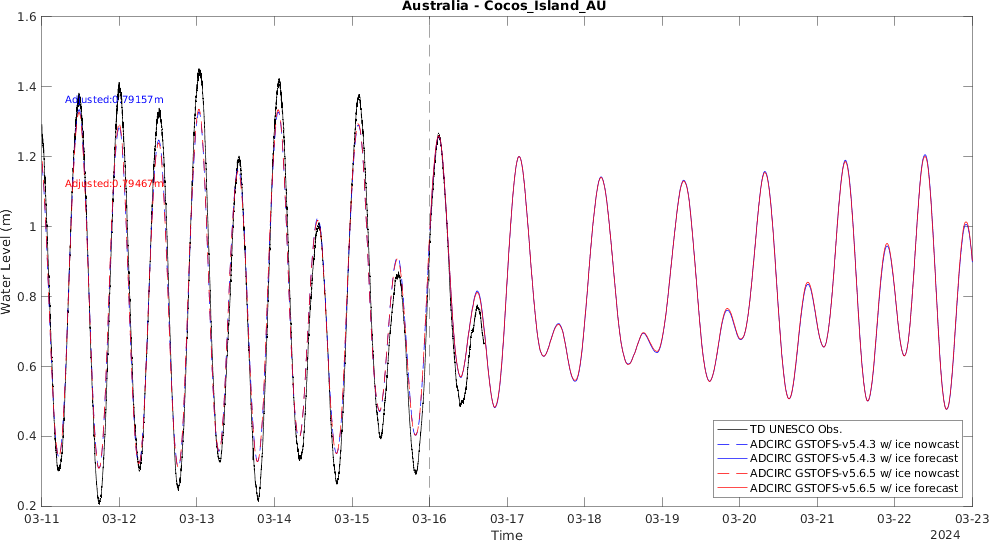 Australia - Cocos_Island_AU
1.6
1.4
1.2
1
0.8
0.6
0.4
0.2
Water Level (m)
Adjusted:0.79157m
Adjusted:0.79467m
TD UNESCO Obs.
ADCIRC GSTOFS-v5.4.3 w/ ice nowcast
ADCIRC GSTOFS-v5.4.3 w/ ice forecast
ADCIRC GSTOFS-v5.6.5 w/ ice nowcast
ADCIRC GSTOFS-v5.6.5 w/ ice forecast
03-11 03-12 03-13 03-14 03-15 03-16 03-17 03-18 03-19 03-20 03-21 03-22 03-23
Time
2024